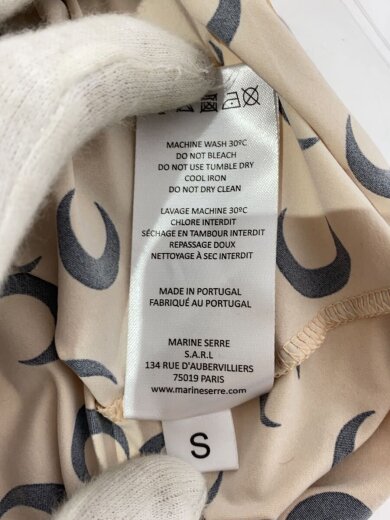 MACHINE WASH 30ºC
DO NOT BLEACH
DO NOT USE TUMBLE DRY
COOL IRON
DO NOT DRY CLEAN
LAVAGE MACHINE 30ºC
CHLORE INTERDIT
SÉCHAGE EN TAMBOUR INTERDIT
REPASSAGE DOUX
NETTOYAGE À SEC INTERDIT
MADE IN PORTUGAL
FABRIQUÉ AU PORTUGAL
MARINE SERRE
S.A.R.L
134 RUE D'AUBERVILLIERS
75019 PARIS
www.marineserre.com
S